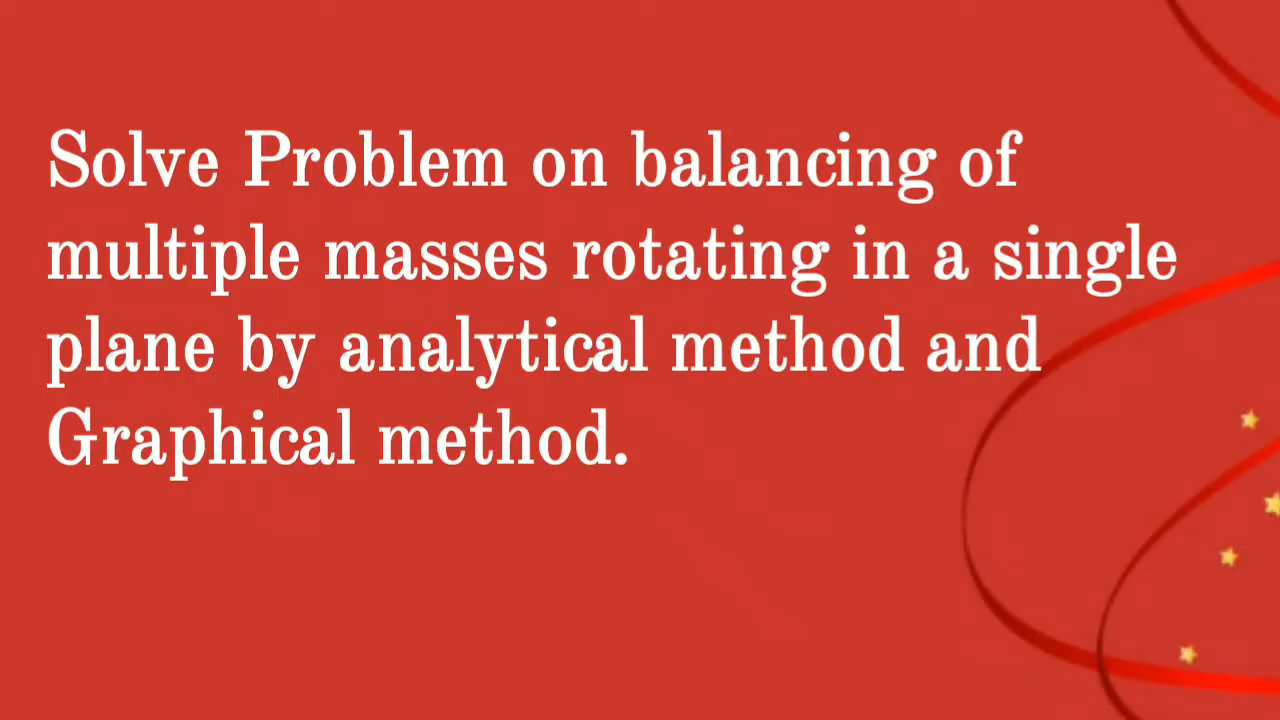 Solve Problem on balancing of
multiple masses rotating in a single
plane by analytical method and
Graphical method.